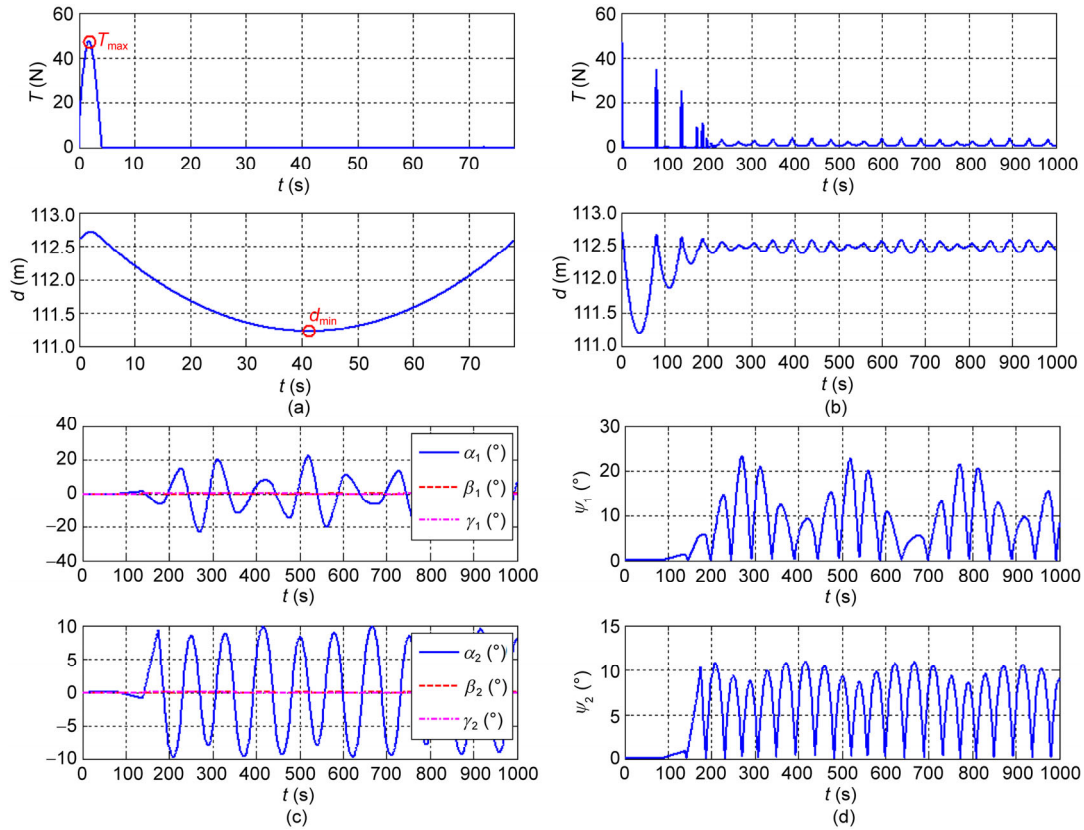 60
40
20
0
T (N)
T_max
0 10 20 30 40 50 60 70
t (s)
113.0
112.5
112.0
111.5
111.0
d (m)
d_min
0 10 20 30 40 50 60 70
t (s)
(a)
60
40
20
0
T (N)
0 100 200 300 400 500 600 700 800 900 1000
t (s)
113.0
112.5
112.0
111.5
111.0
d (m)
0 100 200 300 400 500 600 700 800 900 1000
t (s)
(b)
40
20
0
−20
−40
α₁ (°)
β₁ (°)
γ₁ (°)
0 100 200 300 400 500 600 700 800 900 1000
t (s)
10
5
0
−5
−10
α₂ (°)
β₂ (°)
γ₂ (°)
0 100 200 300 400 500 600 700 800 900 1000
t (s)
(c)
30
20
10
0
ψ₁ (°)
0 100 200 300 400 500 600 700 800 900 1000
t (s)
15
10
5
0
ψ₂ (°)
0 100 200 300 400 500 600 700 800 900 1000
t (s)
(d)